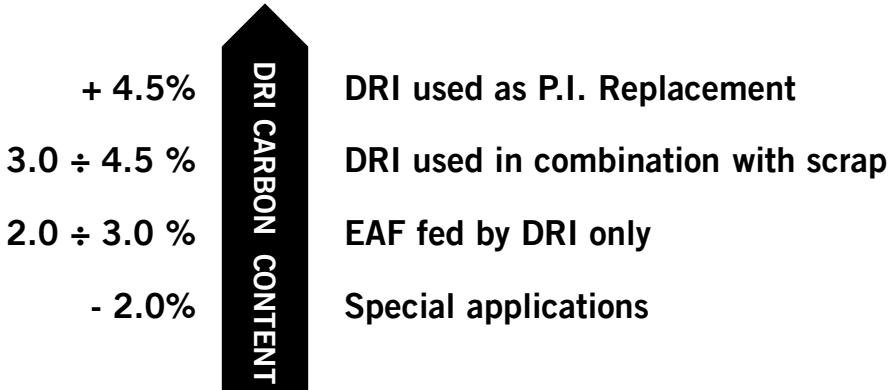 + 4.5% DRI used as P.I. Replacement
3.0 ÷ 4.5 % DRI used in combination with scrap
2.0 ÷ 3.0 % EAF fed by DRI only
- 2.0% Special applications
DRI CARBON CONTENT